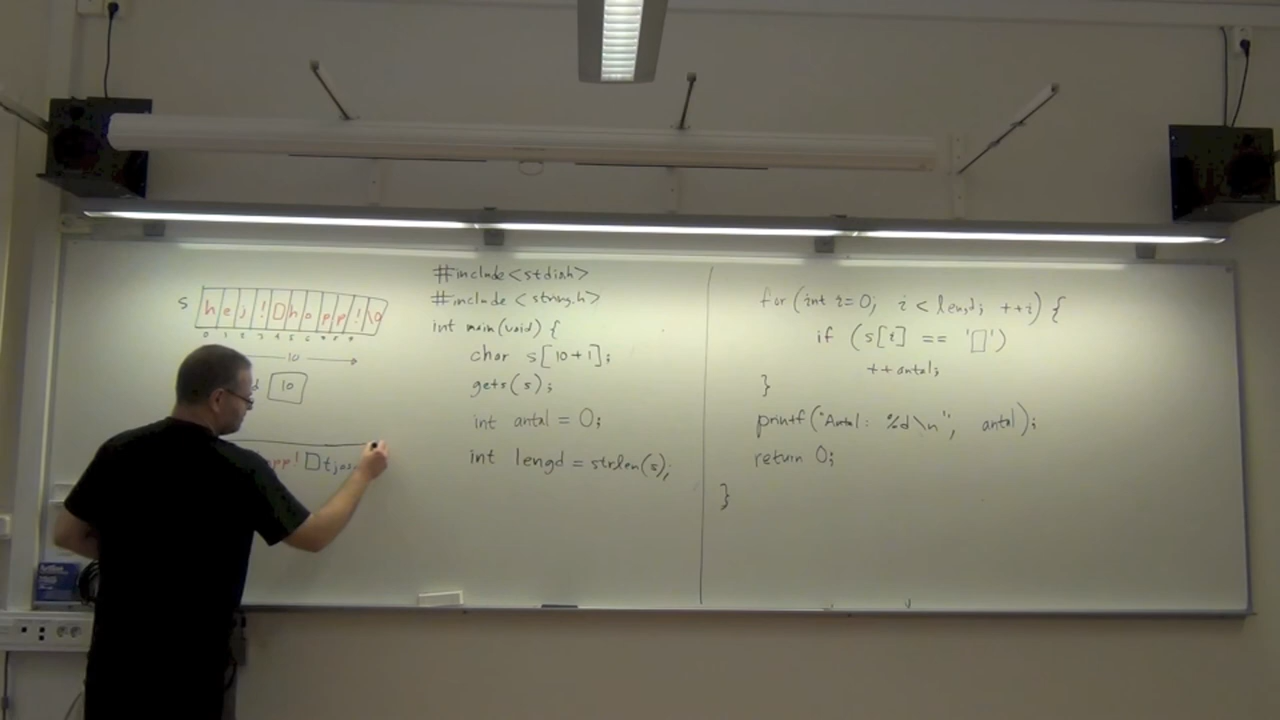 s h e j ! □ h o p p ! \0
0 1 2 3 4 5 6 7 8 9
10
d 10
pp! □ tjos
#include <stdio.h>
#include <string.h>
int main(void) {
char s[10+1];
gets(s);
int antal = 0;
int lengd = strlen(s);
for (int i=0; i < lengd; ++i) {
if (s[i] == '□')
++antal;
}
printf("Antal: %d\n", antal);
return 0;
}